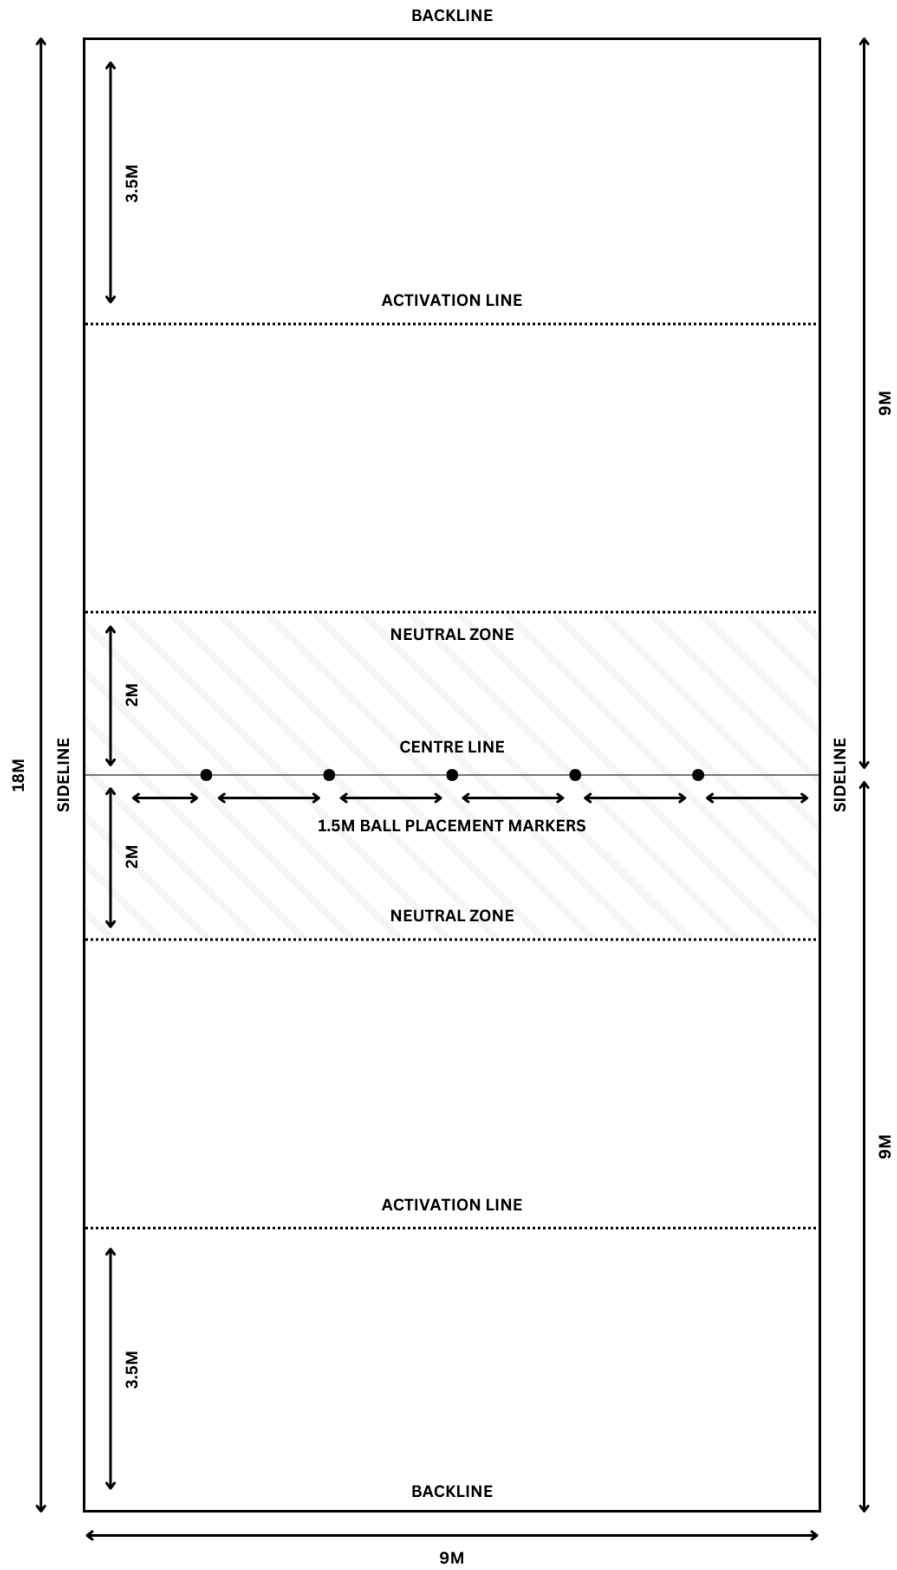 BACKLINE
3.5M
ACTIVATION LINE
9M
NEUTRAL ZONE
2M
CENTRE LINE
18M
SIDELINE
SIDELINE
1.5M BALL PLACEMENT MARKERS
2M
NEUTRAL ZONE
9M
ACTIVATION LINE
3.5M
BACKLINE
9M